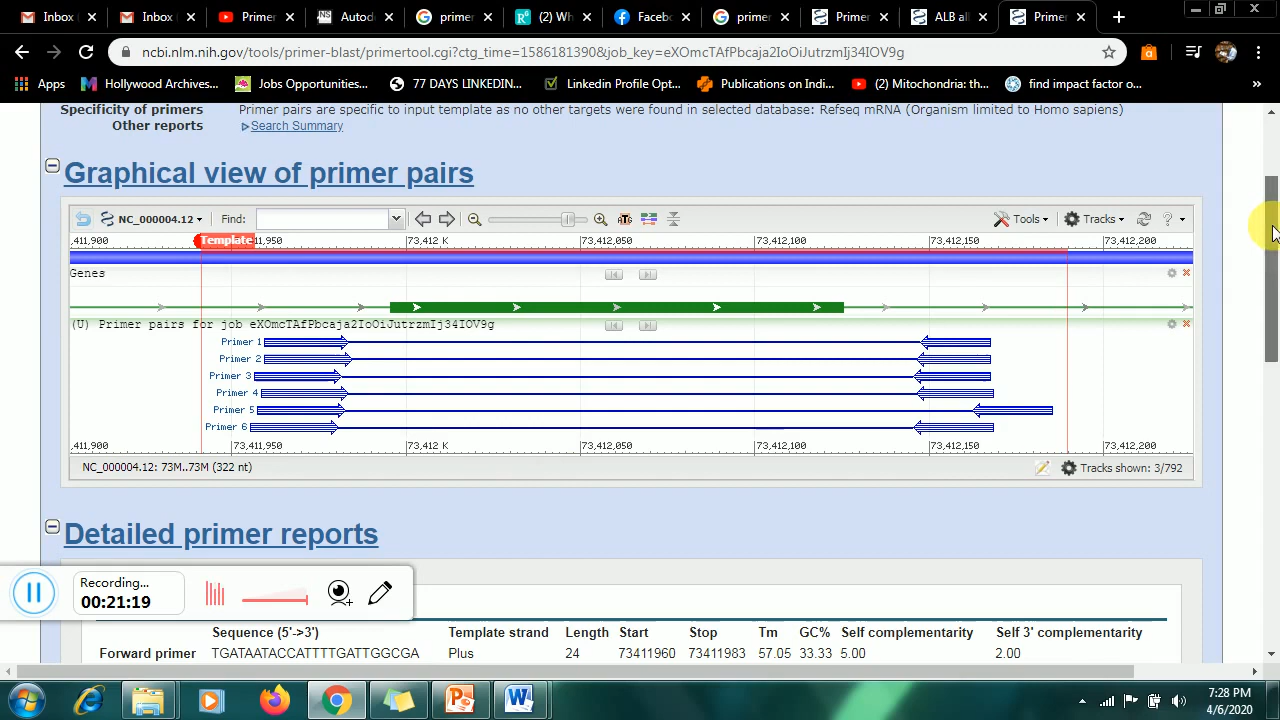 Inbox (
Inbox (
Primer
Autod
primer
(2) Wh
Faceb
primer
Primer
ALB al
Primer
ncbi.nlm.nih.gov/tools/primer-blast/primertool.cgi?ctg_time=1586181390&job_key=eXOmcTAfPbcaja2IoOiJutrzmIj34IOV9g
Apps
Hollywood Archives...
Jobs Opportunities...
77 DAYS LINKEDIN...
Linkedin Profile Opt...
Publications on Indi...
(2) Mitochondria: th...
find impact factor o...
»
Specificity of primers Primer pairs are specific to input template as no other targets were found in selected database: Refseq mRNA (Organism limited to Homo sapiens)
Other reports Search Summary
Graphical view of primer pairs
NC_000004.12 Find: ATG Tools Tracks ?
,411,900 Template 11,950 73,412 K 73,412,050 73,412,100 73,412,150 73,412,200
Genes
(U) Primer pairs for job eXOmcTAfPbcaja2IoOiJutrzmIj34IOV9g
Primer 1
Primer 2
Primer 3
Primer 4
Primer 5
Primer 6
,411,900 73,411,950 73,412 K 73,412,050 73,412,100 73,412,150 73,412,200
NC_000004.12: 73M..73M (322 nt) Tracks shown: 3/792
Detailed primer reports
Recording...
00:21:19
Sequence (5'->3') Template strand Length Start Stop Tm GC% Self complementarity Self 3' complementarity
Forward primer TGATAATACCATTTTGATTGGCGA Plus 24 73411960 73411983 57.05 33.33 5.00 2.00
7:28 PM
4/6/2020